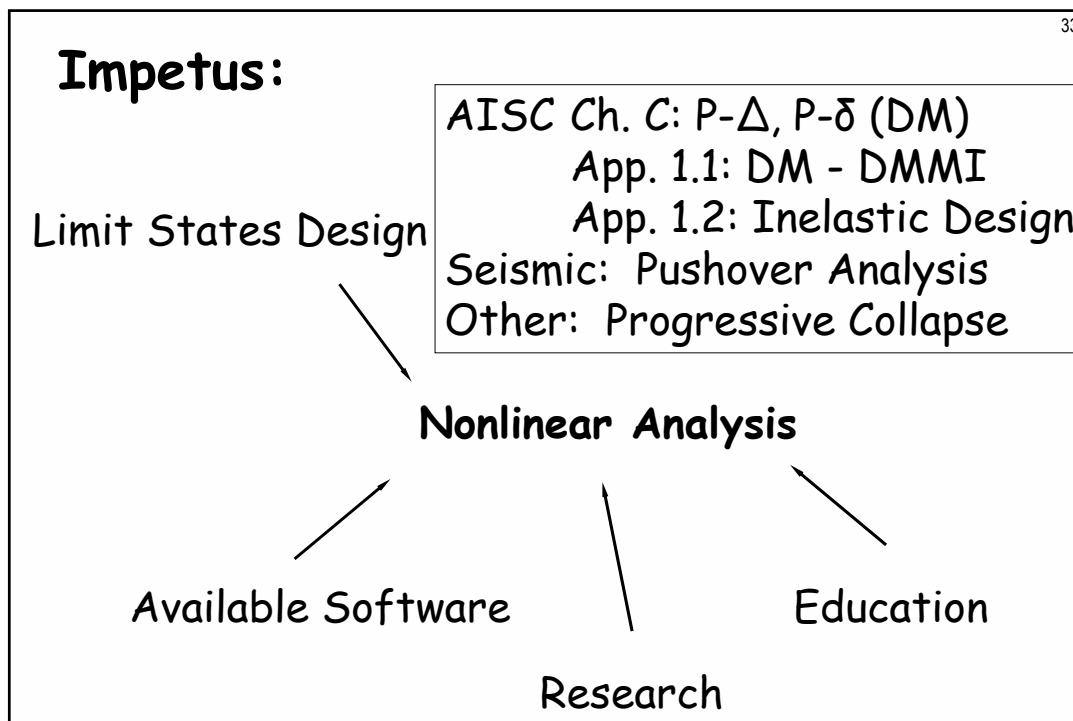 33
Impetus:
AISC Ch. C: P-Δ, P-δ (DM)
App. 1.1: DM - DMMI
App. 1.2: Inelastic Design
Seismic: Pushover Analysis
Other: Progressive Collapse
Limit States Design
Nonlinear Analysis
Available Software
Education
Research